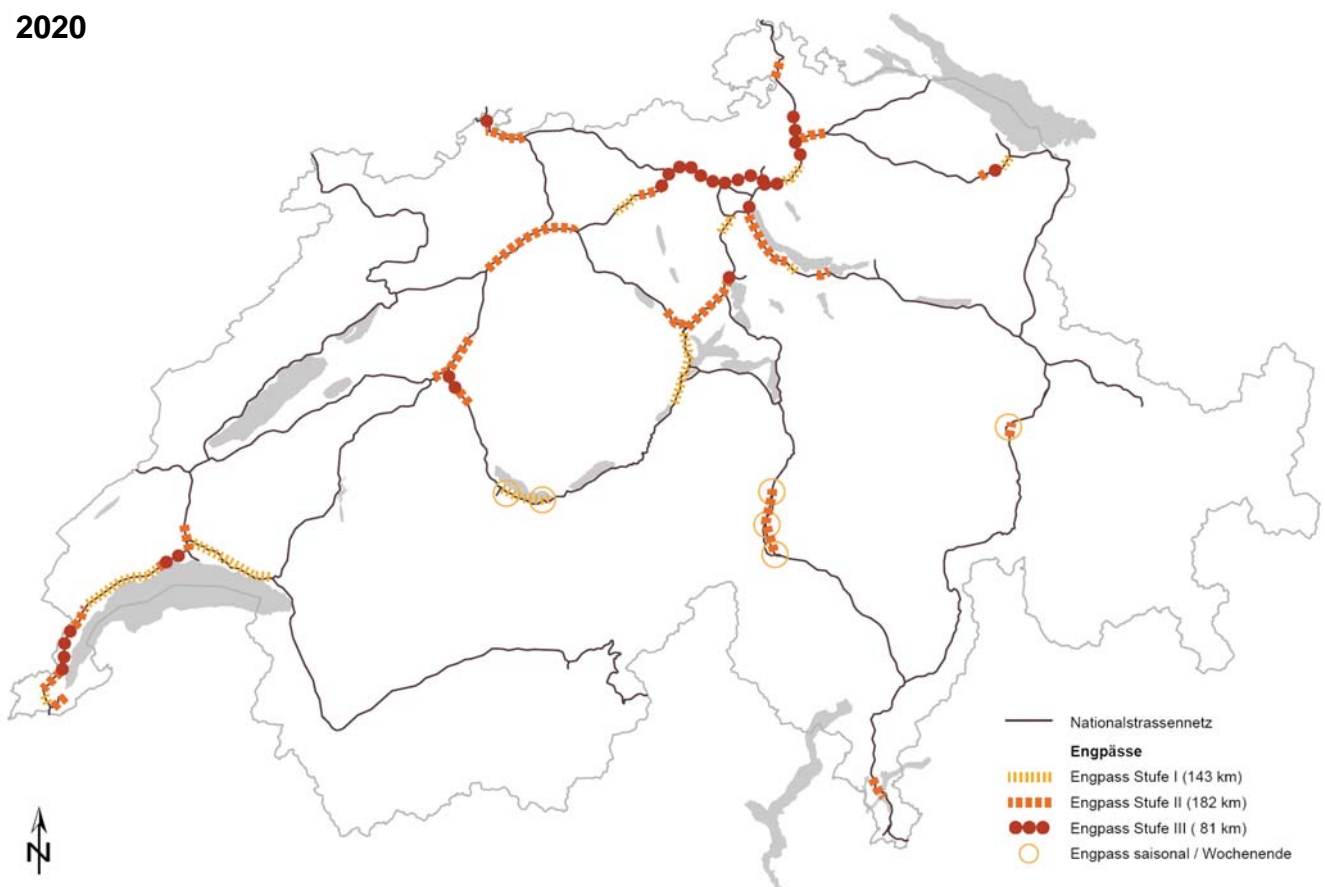 2020
Nationalstrassennetz
Engpässe
Engpass Stufe I (143 km)
Engpass Stufe II (182 km)
Engpass Stufe III ( 81 km)
Engpass saisonal / Wochenende
N